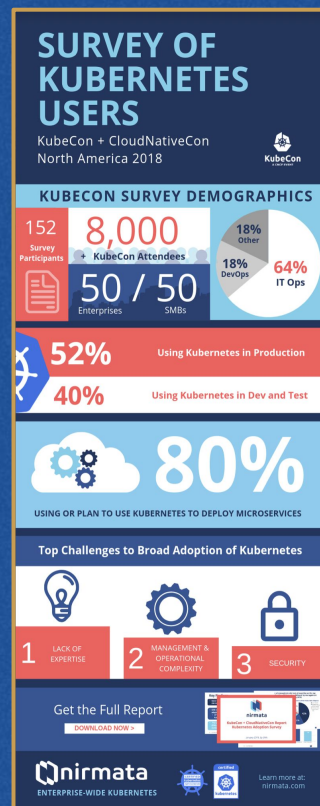 SURVEY OF
KUBERNETES
USERS
KubeCon + CloudNativeCon
North America 2018
KubeCon
KUBECON SURVEY DEMOGRAPHICS
152
Survey
Participants
8,000
+ KubeCon Attendees
50 / 50
Enterprises
SMBs
18%
Other
18%
DevOps
64%
IT Ops
52%
Using Kubernetes in Production
40%
Using Kubernetes in Dev and Test
80%
USING OR PLAN TO USE KUBERNETES TO DEPLOY MICROSERVICES
Top Challenges to Broad Adoption of Kubernetes
1
LACK OF
EXPERTISE
2
MANAGEMENT &
OPERATIONAL
COMPLEXITY
3
SECURITY
Get the Full Report
DOWNLOAD NOW >
nirmata
KubeCon + CloudNativeCon Report
Kubernetes Adoption Survey
nirmata
ENTERPRISE-WIDE KUBERNETES
certified
kubernetes
Learn more at:
nirmata.com